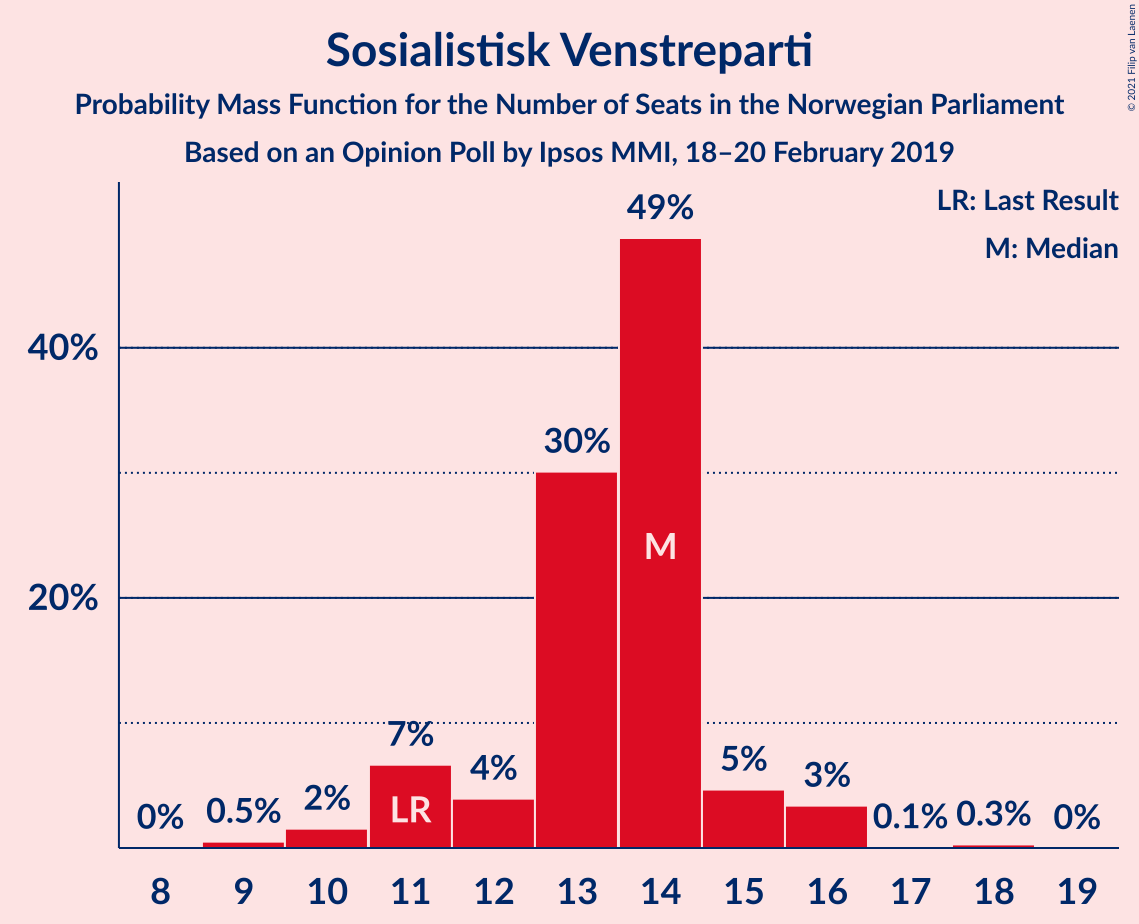 Sosialistisk Venstreparti
Probability Mass Function for the Number of Seats in the Norwegian Parliament
Based on an Opinion Poll by Ipsos MMI, 18–20 February 2019
© 2021 Filip van Laenen
LR: Last Result
M: Median
40%
20%
0%
0.5%
2%
7%
4%
30%
49%
5%
3%
0.1%
0.3%
0%
LR
M
8 9 10 11 12 13 14 15 16 17 18 19